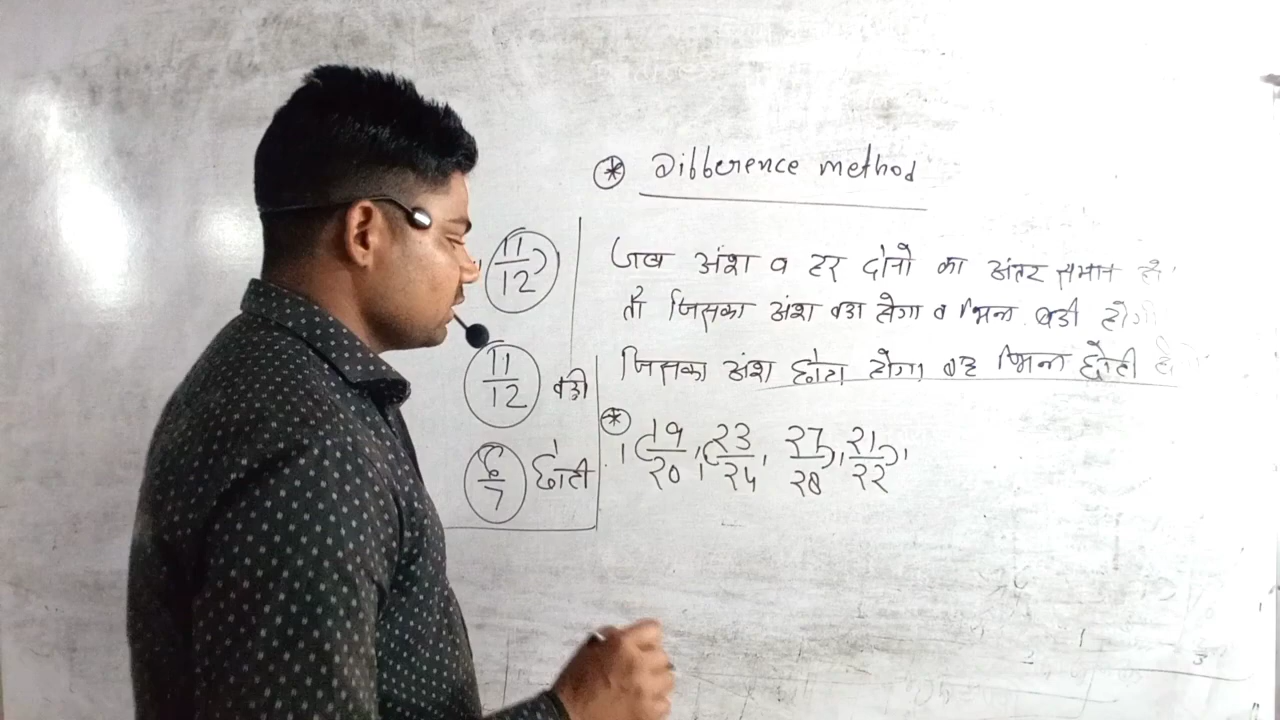 * Difference method
जब अंश व हर दोनो का अंतर समान हो
तो जिसका अंश बडा होगा व भिन्न बडी होगी
जिसका अंश छोटा होगा वह भिन्न छोटी
* 19/20, 23/24, 27/28, 21/22,
11/12
11/12 बडी
6/7 छोटी